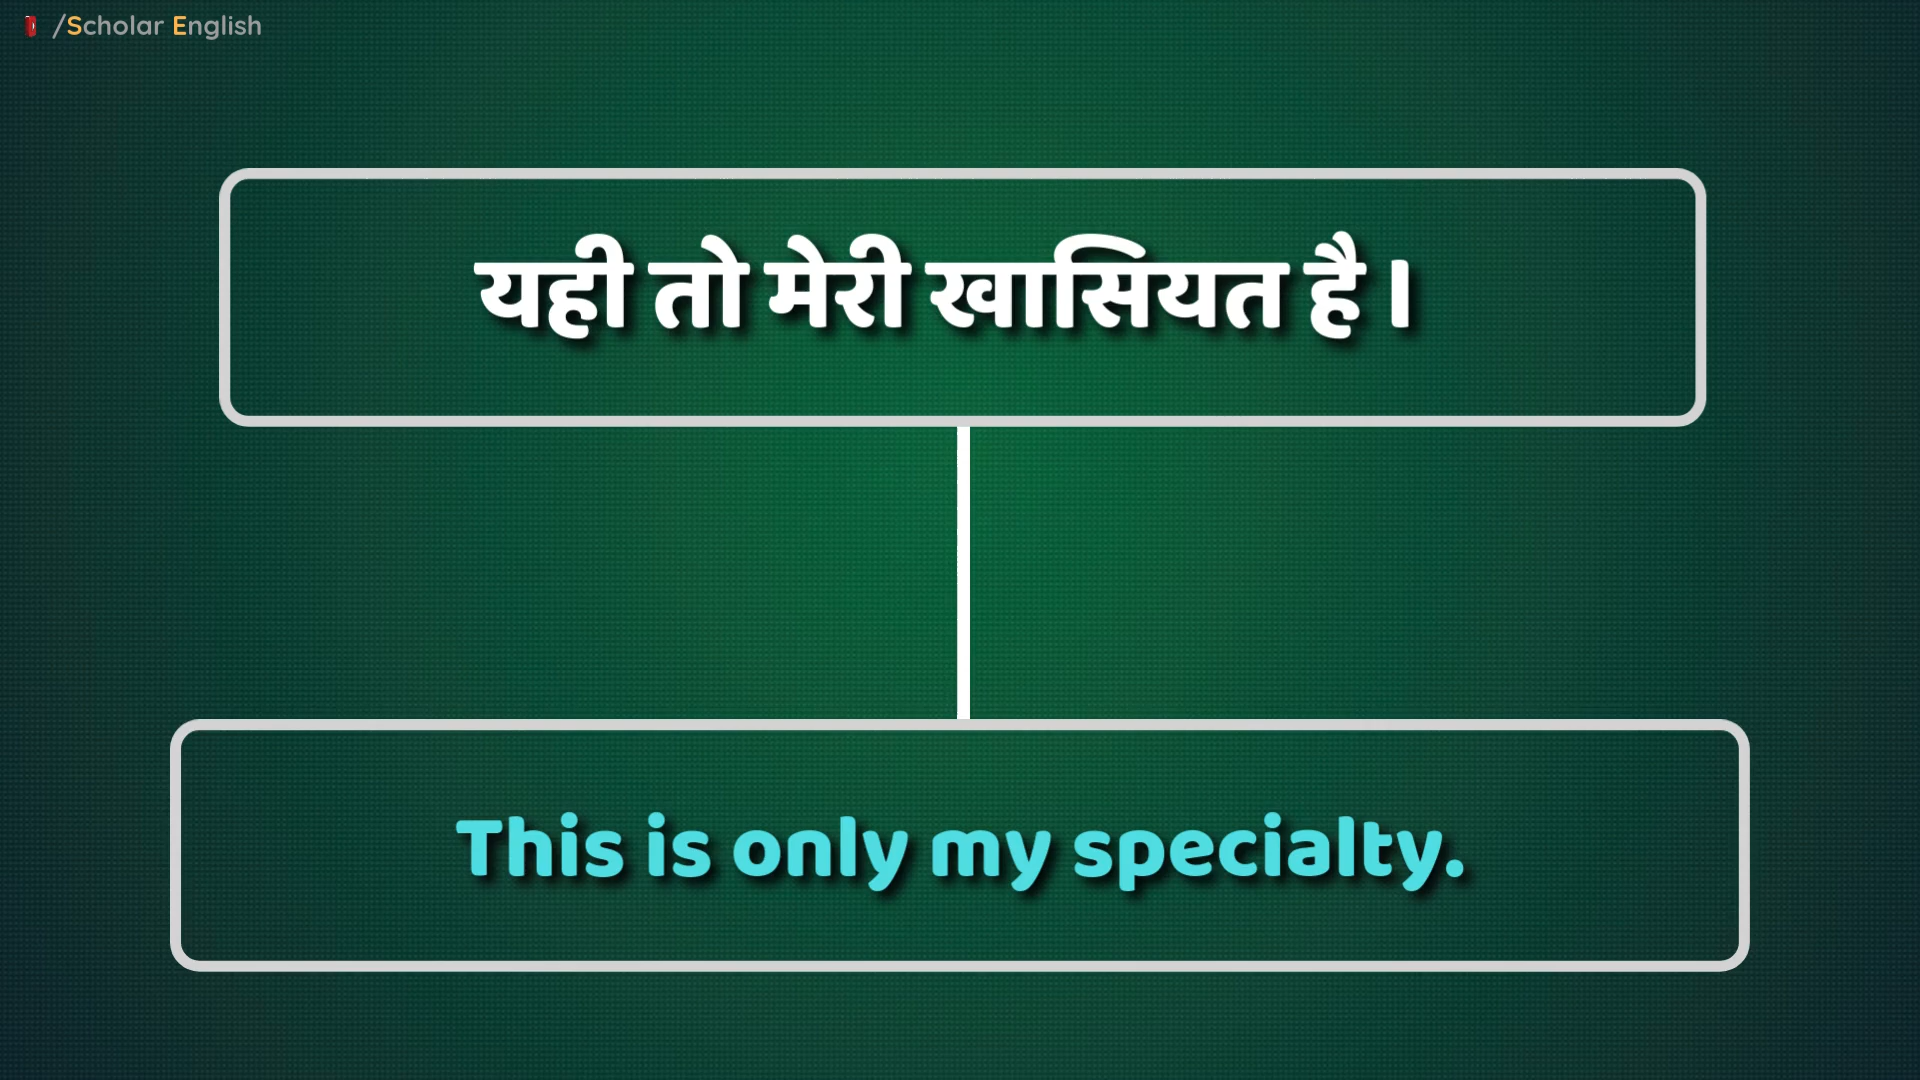 /Scholar English
यही तो मेरी खासियत है।
This is only my specialty.